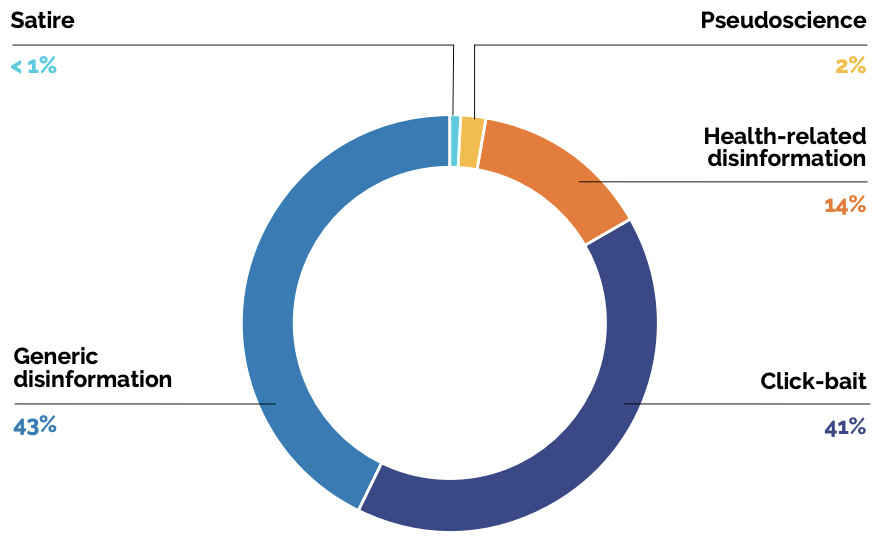 Satire
< 1%
Pseudoscience
2%
Health-related
disinformation
14%
Generic
disinformation
43%
Click-bait
41%